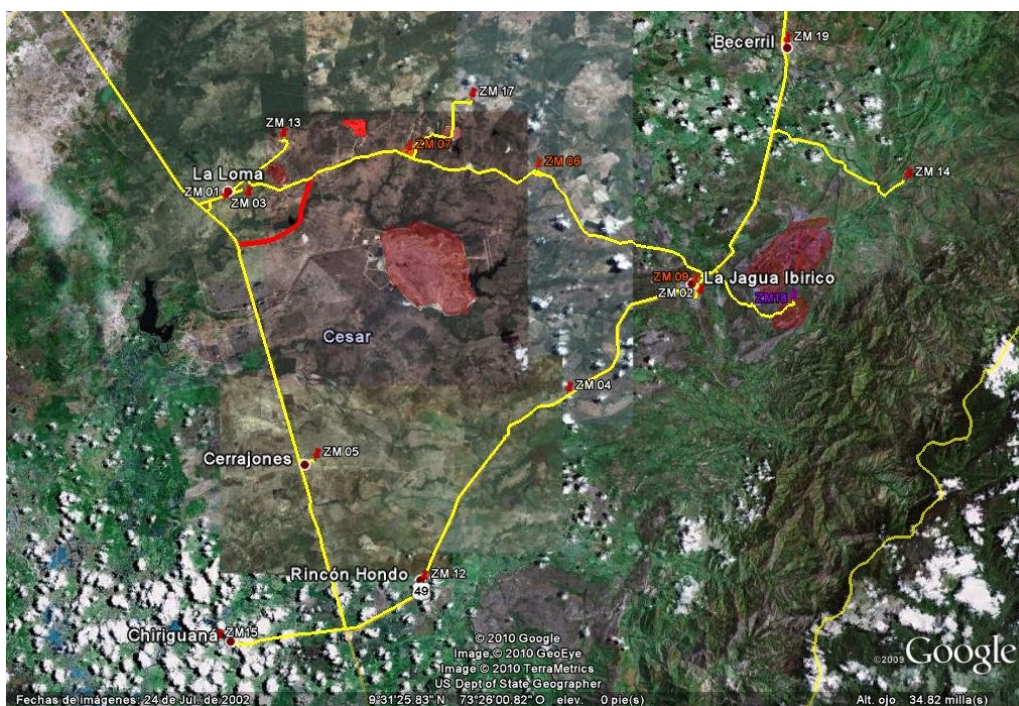 Becerril
ZM 19
ZM 17
ZM 13
ZM 07
ZM 06
La Loma
ZM 14
ZM 01
ZM 03
ZM 09
La Jagua Ibirico
ZM 02
ZM18
Cesar
ZM 04
Cerrajones
ZM 05
Rincón Hondo
ZM 12
49
Chiriguaná
ZM15
© 2010 Google
Image © 2010 GeoEye
Image © 2010 TerraMetrics
US Dept of State Geographer
©2009 Google
Fechas de imágenes: 24 de Jul. de 2002
9°31'25.83" N 73°26'00.82" O elev. 0 pie(s)
Alt. ojo 34.82 milla(s)